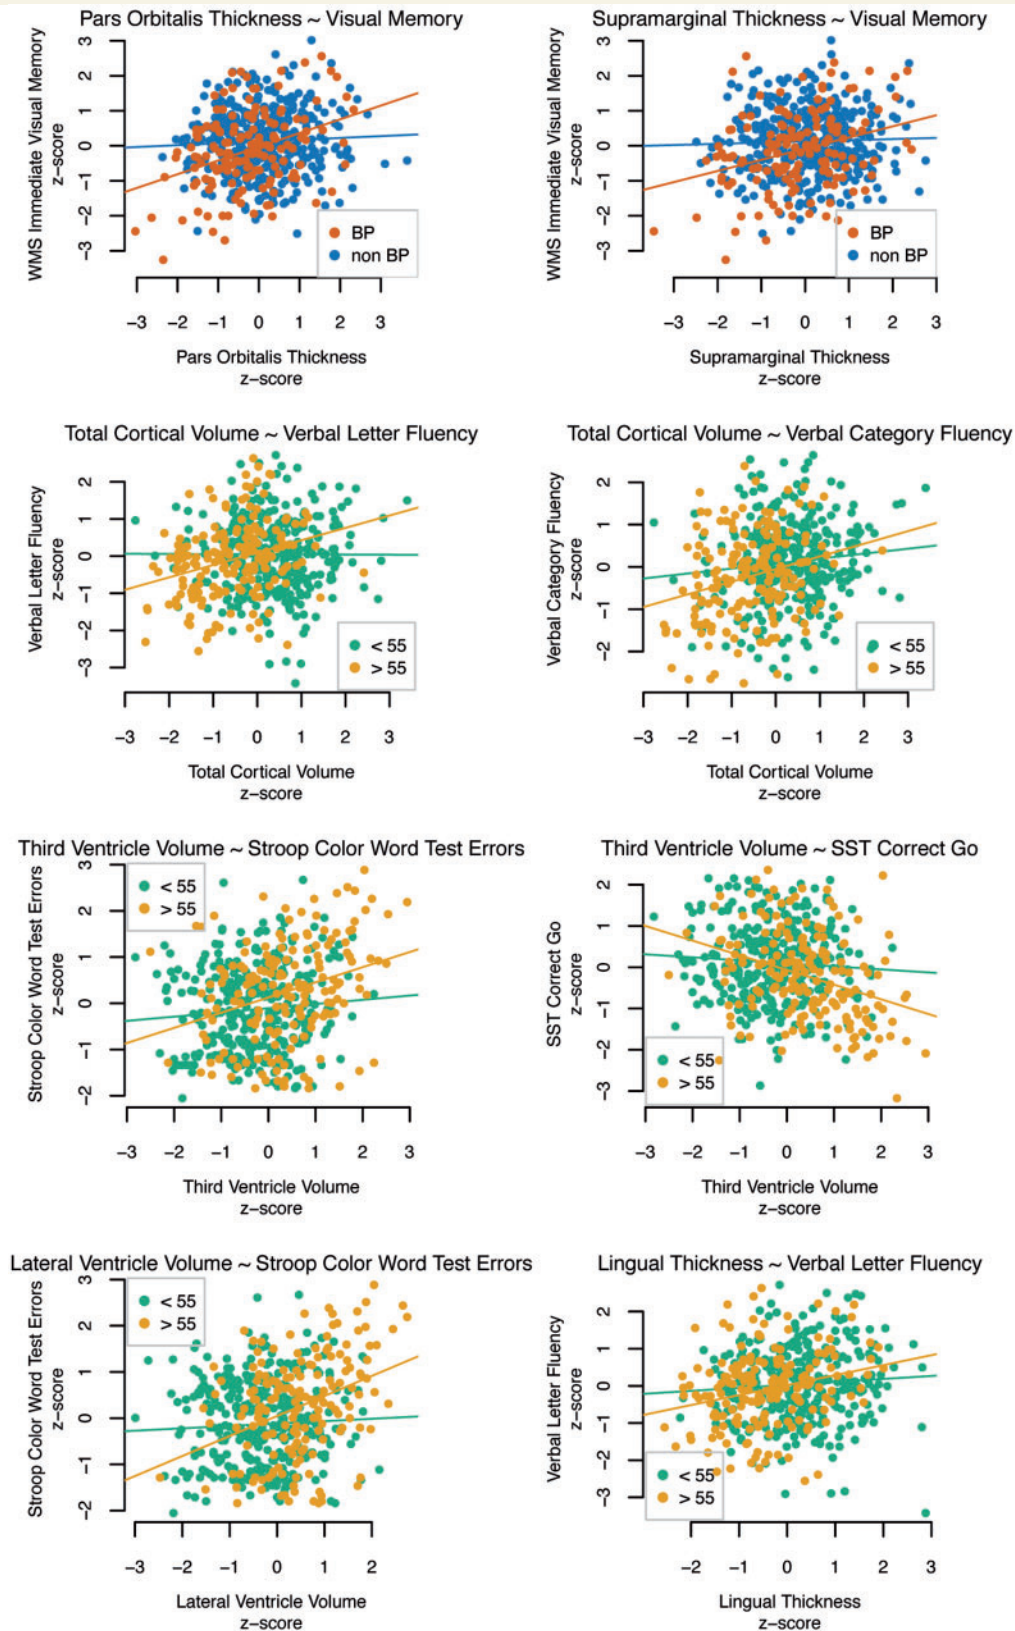 Pars Orbitalis Thickness ~ Visual Memory
WMS Immediate Visual Memory
z−score
3
2
1
0
−1
−2
−3
BP
non BP
−3 −2 −1 0 1 2 3
Pars Orbitalis Thickness
z−score
Supramarginal Thickness ~ Visual Memory
WMS Immediate Visual Memory
z−score
3
2
1
0
−1
−2
−3
BP
non BP
−3 −2 −1 0 1 2 3
Supramarginal Thickness
z−score
Total Cortical Volume ~ Verbal Letter Fluency
Verbal Letter Fluency
z−score
2
1
0
−1
−2
−3
< 55
> 55
−3 −2 −1 0 1 2 3
Total Cortical Volume
z−score
Total Cortical Volume ~ Verbal Category Fluency
Verbal Category Fluency
z−score
2
1
0
−1
−2
< 55
> 55
−3 −2 −1 0 1 2 3
Total Cortical Volume
z−score
Third Ventricle Volume ~ Stroop Color Word Test Errors
Stroop Color Word Test Errors
z−score
3
2
1
0
−1
−2
< 55
> 55
−3 −2 −1 0 1 2 3
Third Ventricle Volume
z−score
Third Ventricle Volume ~ SST Correct Go
SST Correct Go
z−score
2
1
0
−1
−2
−3
< 55
> 55
−3 −2 −1 0 1 2 3
Third Ventricle Volume
z−score
Lateral Ventricle Volume ~ Stroop Color Word Test Errors
Stroop Color Word Test Errors
z−score
3
2
1
0
−1
−2
< 55
> 55
−3 −2 −1 0 1 2
Lateral Ventricle Volume
z−score
Lingual Thickness ~ Verbal Letter Fluency
Verbal Letter Fluency
z−score
2
1
0
−1
−2
−3
< 55
> 55
−2 −1 0 1 2 3
Lingual Thickness
z−score